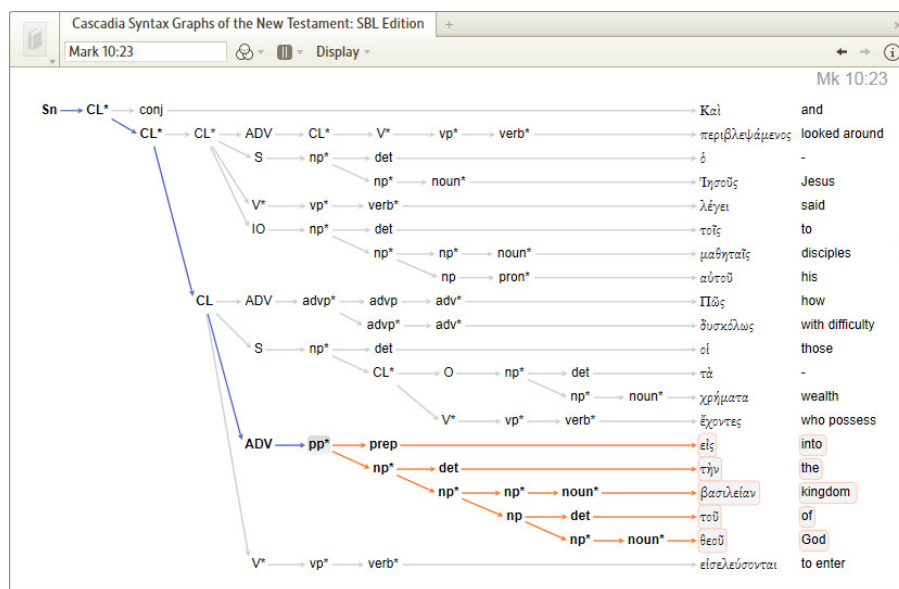 Cascadia Syntax Graphs of the New Testament: SBL Edition
Mark 10:23 Display
Mk 10:23
Sn CL* conj Καὶ and
CL* CL* ADV CL* V* vp* verb* περιβλεψάμενος looked around
S np* det ὁ -
np* noun* Ἰησοῦς Jesus
V* vp* verb* λέγει said
IO np* det τοῖς to
np* np* noun* μαθηταῖς disciples
np pron* αὐτοῦ his
CL ADV advp* advp adv* Πῶς how
advp* adv* δυσκόλως with difficulty
S np* det οἱ those
CL* O np* det τὰ -
np* noun* χρήματα wealth
V* vp* verb* ἔχοντες who possess
ADV pp* prep εἰς into
np* det τὴν the
np* np* noun* βασιλείαν kingdom
np det τοῦ of
np* noun* θεοῦ God
V* vp* verb* εἰσελεύσονται to enter